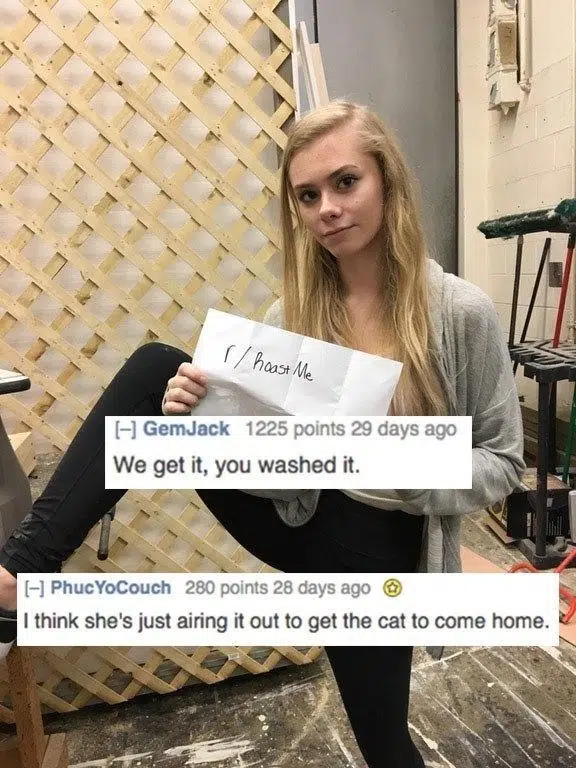 r/Roast Me
[–] GemJack 1225 points 29 days ago
We get it, you washed it.
[–] PhucYoCouch 280 points 28 days ago
I think she's just airing it out to get the cat to come home.